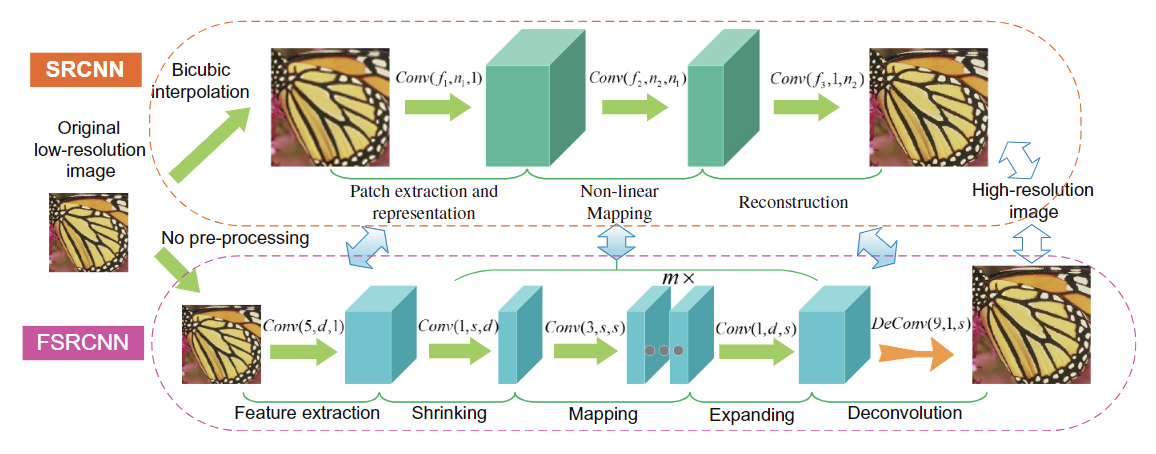 SRCNN
Bicubic
interpolation
Original
low-resolution
image
Conv(f₁,n₁,1)
Conv(f₂,n₂,n₁)
Conv(f₃,1,n₂)
Patch extraction and
representation
Non-linear
Mapping
Reconstruction
High-resolution
image
No pre-processing
FSRCNN
m×
Conv(5,d,1)
Conv(1,s,d)
Conv(3,s,s)
Conv(1,d,s)
DeConv(9,1,s)
Feature extraction
Shrinking
Mapping
Expanding
Deconvolution